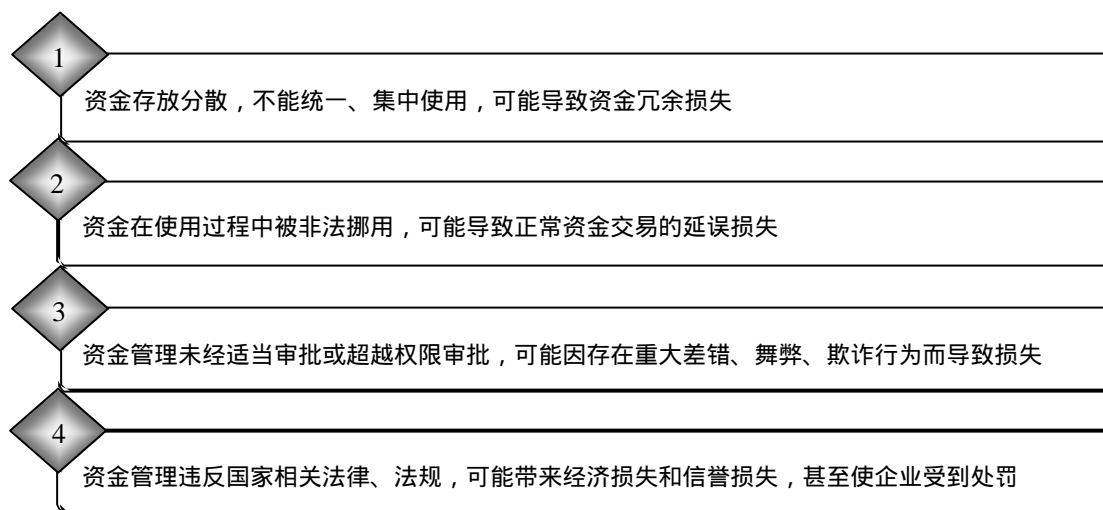 1
资金存放分散，不能统一、集中使用，可能导致资金冗余损失
2
资金在使用过程中被非法挪用，可能导致正常资金交易的延误损失
3
资金管理未经适当审批或超越权限审批，可能因存在重大差错、舞弊、欺诈行为而导致损失
4
资金管理违反国家相关法律、法规，可能带来经济损失和信誉损失，甚至使企业受到处罚